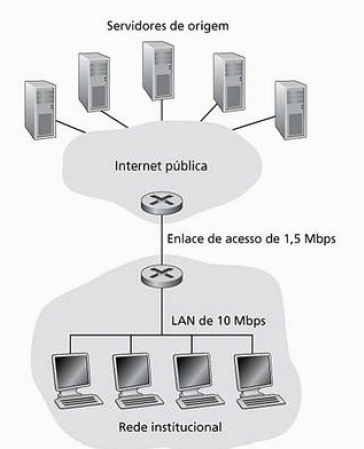 Servidores de origem
Internet pública
Enlace de acesso de 1,5 Mbps
LAN de 10 Mbps
Rede institucional